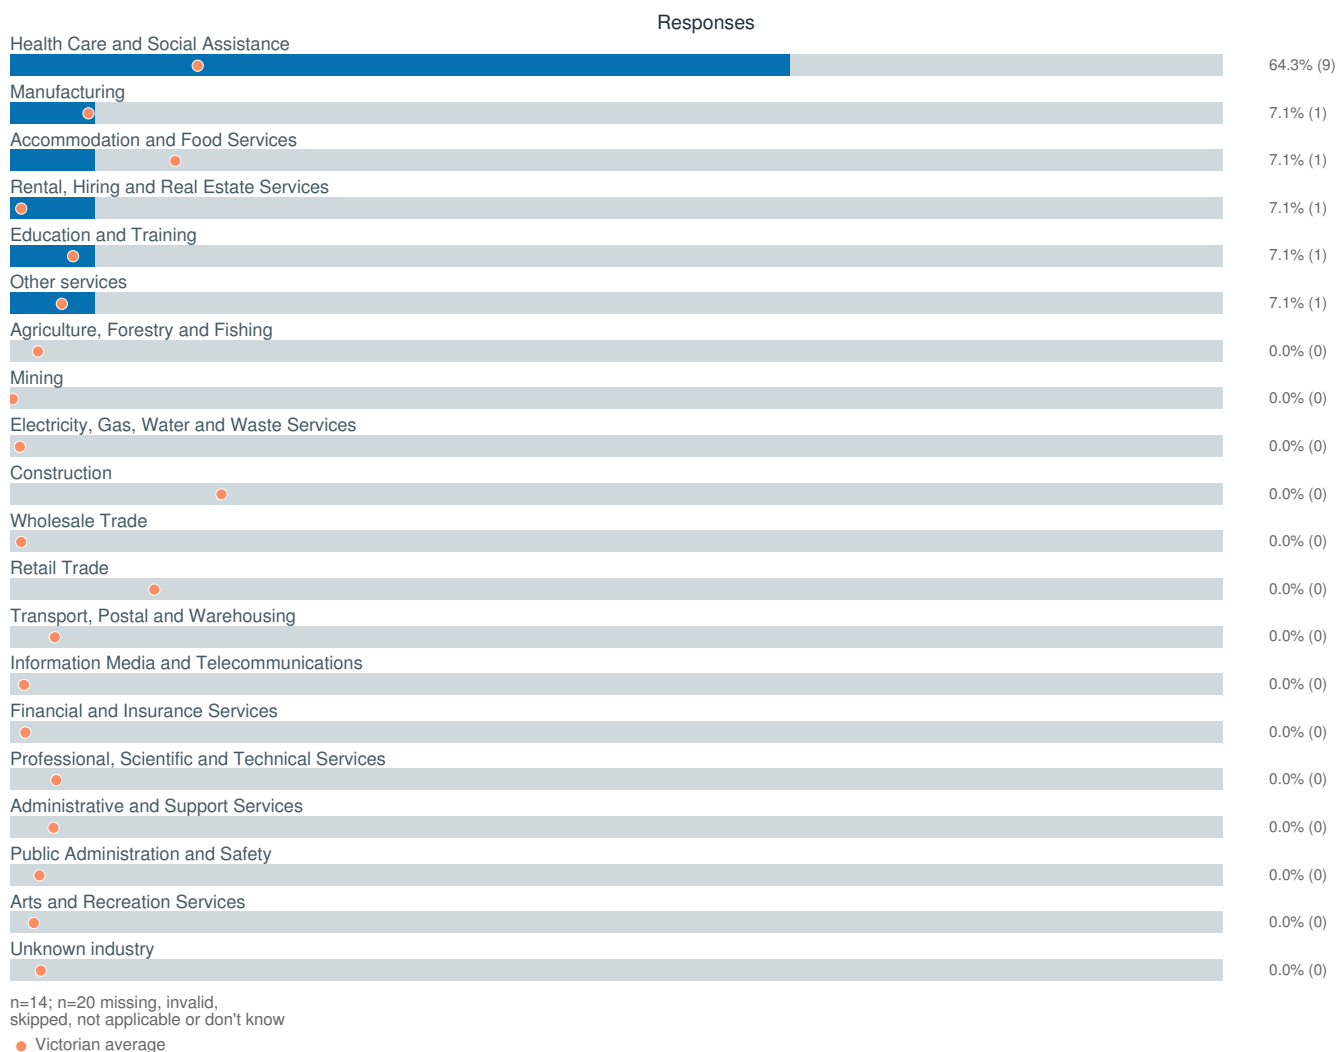 Responses
Health Care and Social Assistance
64.3% (9)
Manufacturing
7.1% (1)
Accommodation and Food Services
7.1% (1)
Rental, Hiring and Real Estate Services
7.1% (1)
Education and Training
7.1% (1)
Other services
7.1% (1)
Agriculture, Forestry and Fishing
0.0% (0)
Mining
0.0% (0)
Electricity, Gas, Water and Waste Services
0.0% (0)
Construction
0.0% (0)
Wholesale Trade
0.0% (0)
Retail Trade
0.0% (0)
Transport, Postal and Warehousing
0.0% (0)
Information Media and Telecommunications
0.0% (0)
Financial and Insurance Services
0.0% (0)
Professional, Scientific and Technical Services
0.0% (0)
Administrative and Support Services
0.0% (0)
Public Administration and Safety
0.0% (0)
Arts and Recreation Services
0.0% (0)
Unknown industry
0.0% (0)
n=14; n=20 missing, invalid,
skipped, not applicable or don't know
Victorian average